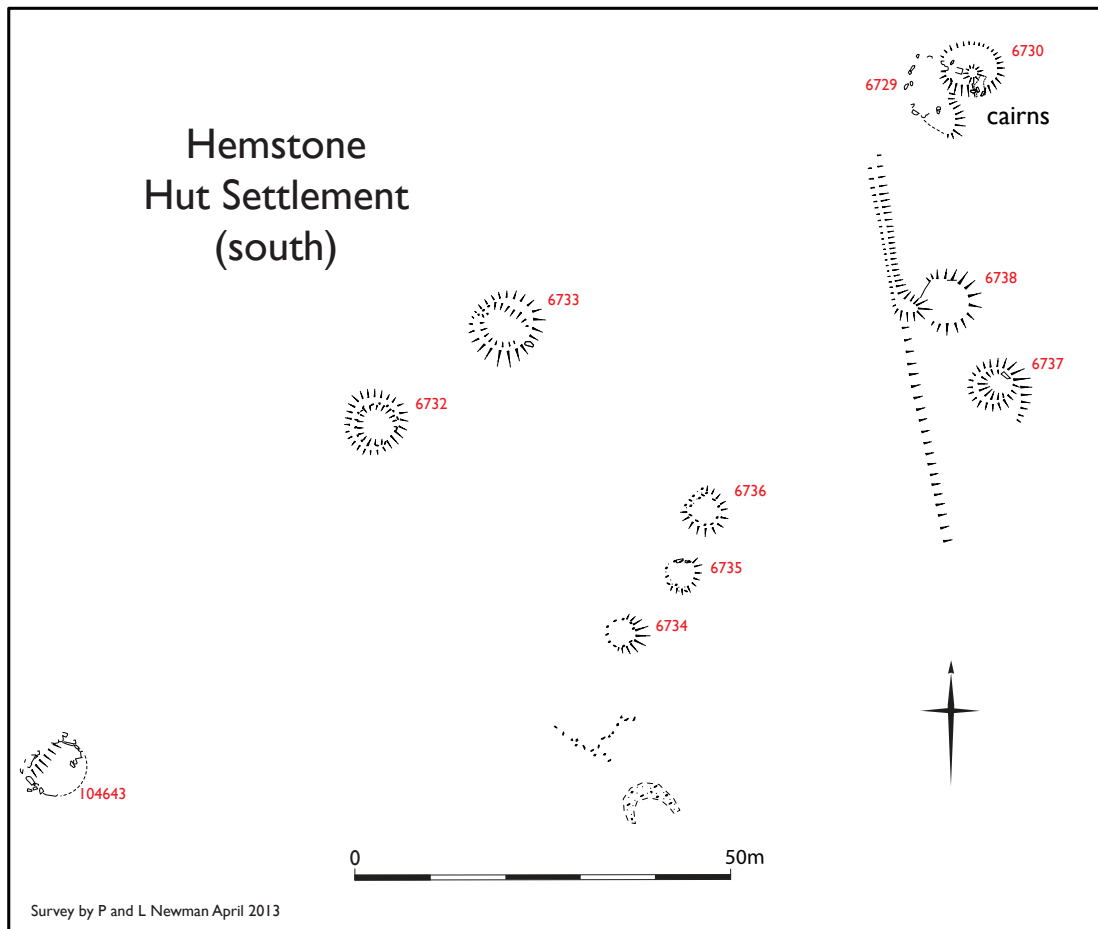 Hemstone
Hut Settlement
(south)
6730
6729
cairns
6738
6733
6737
6732
6736
6735
6734
104643
0 50m
Survey by P and L Newman April 2013